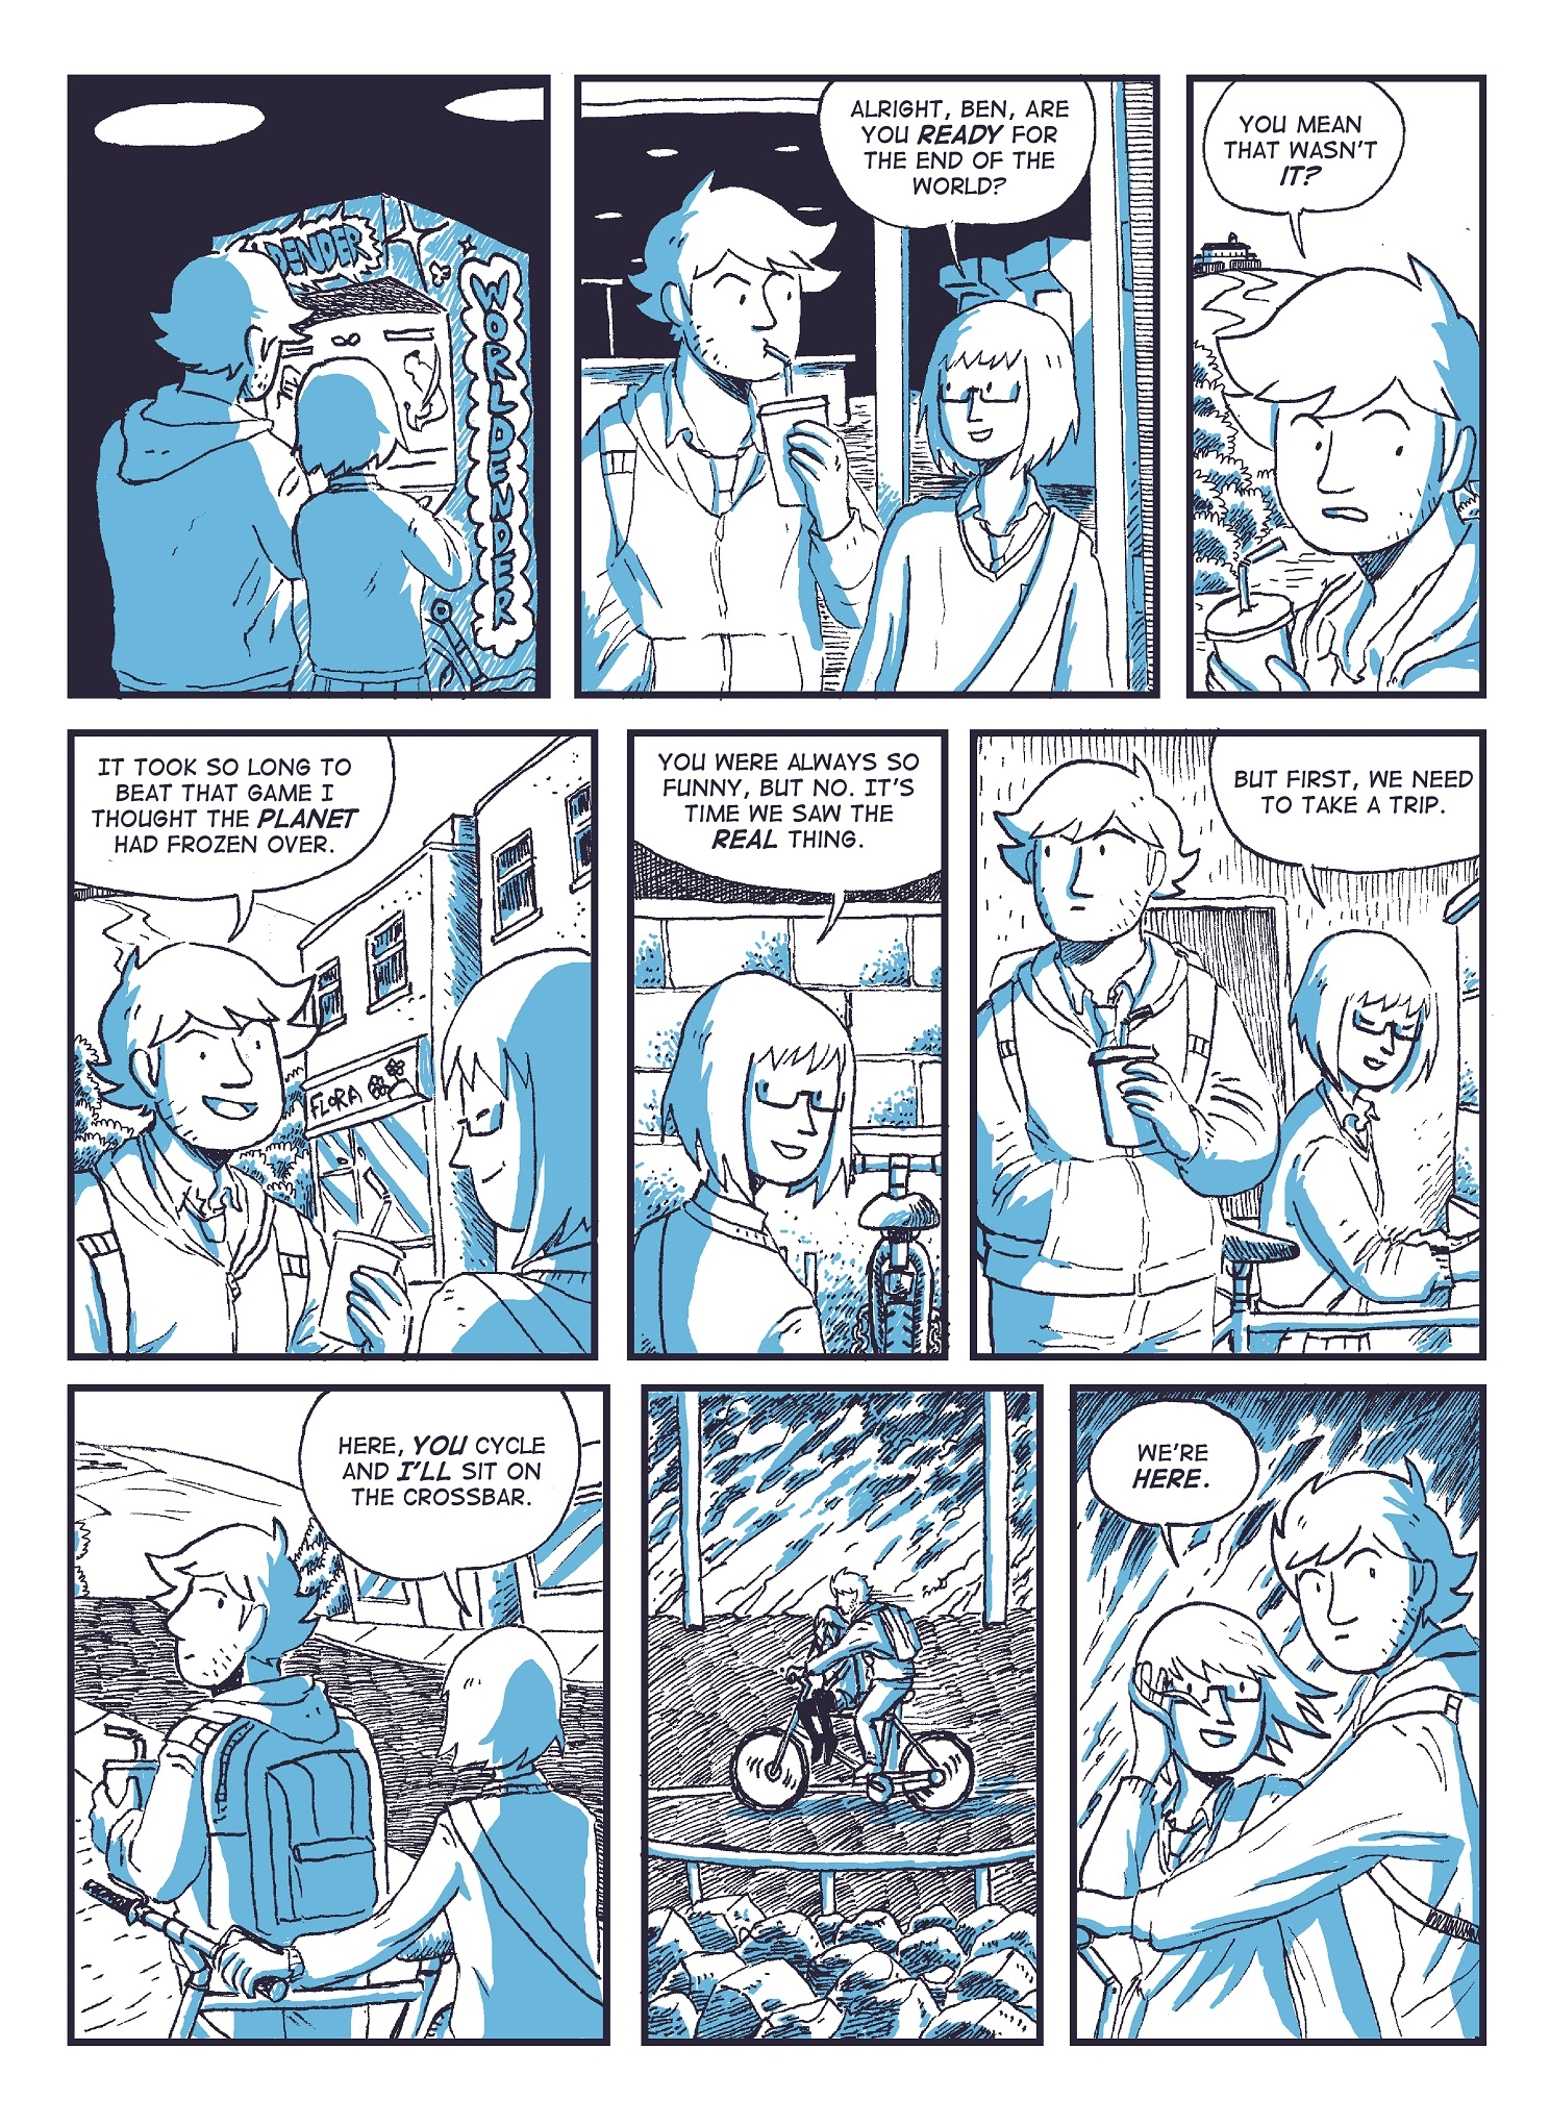 DENDER
WORLDENDER
ALRIGHT, BEN, ARE
YOU READY FOR
THE END OF THE
WORLD?
YOU MEAN
THAT WASN'T
IT?
IT TOOK SO LONG TO
BEAT THAT GAME I
THOUGHT THE PLANET
HAD FROZEN OVER.
FLORA
YOU WERE ALWAYS SO
FUNNY, BUT NO. IT'S
TIME WE SAW THE
REAL THING.
BUT FIRST, WE NEED
TO TAKE A TRIP.
HERE, YOU CYCLE
AND I'LL SIT ON
THE CROSSBAR.
WE'RE
HERE.